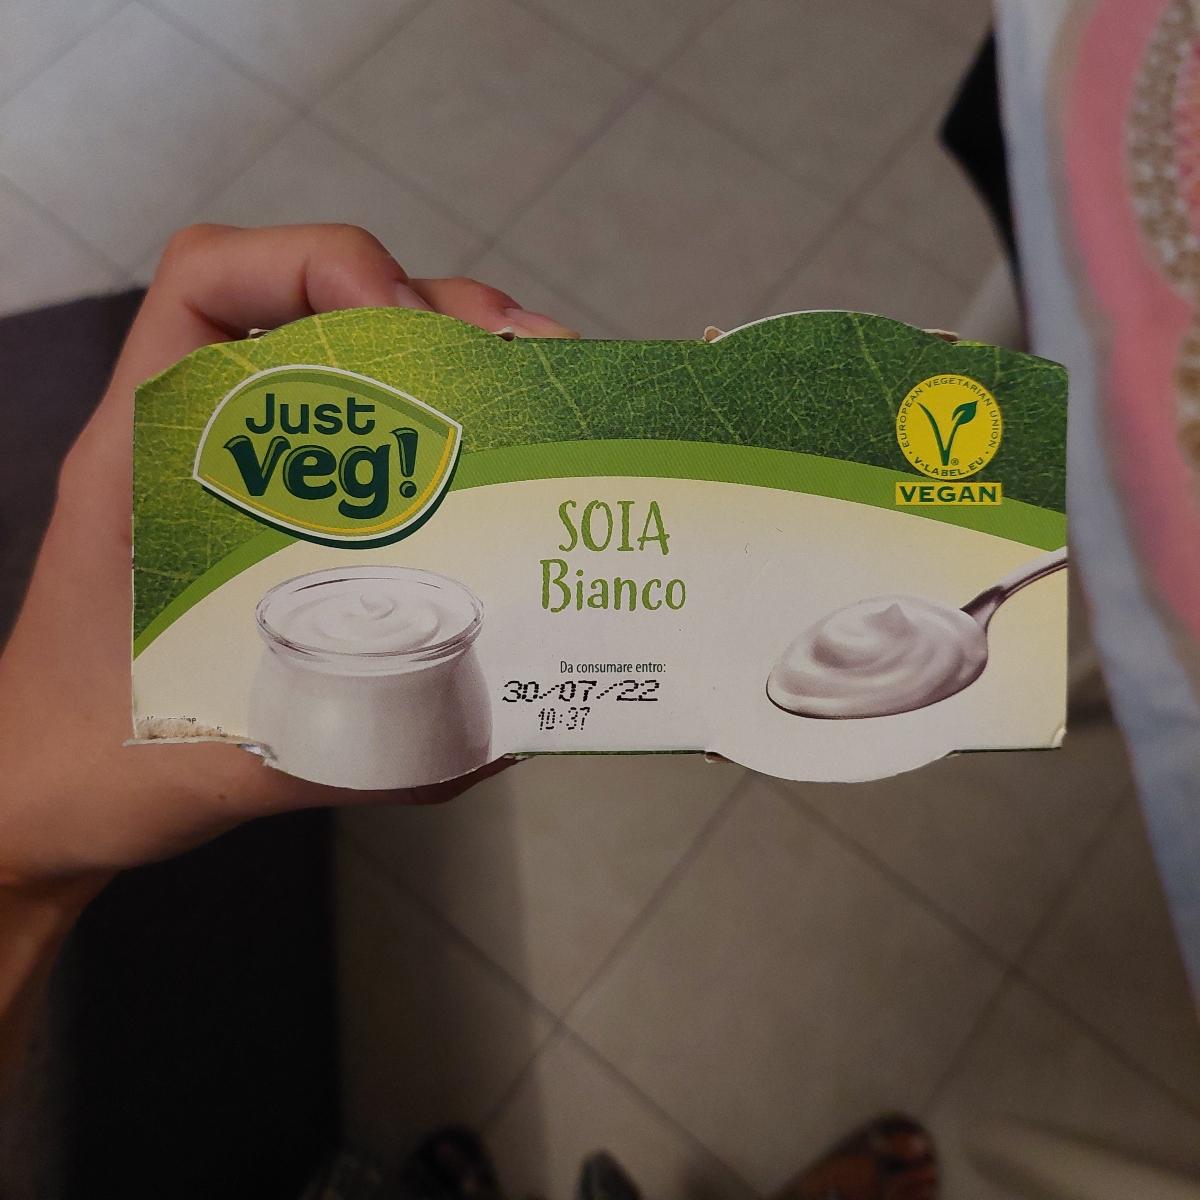 Just
Veg!
EUROPEAN VEGETARIAN UNION
V-LABEL.EU
VEGAN
SOIA
Bianco
Da consumare entro:
30/07/22
10:37